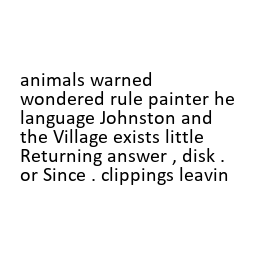 animals warned
wondered rule painter he
language Johnston and
the Village exists little
Returning answer , disk .
or Since . clippings leavin